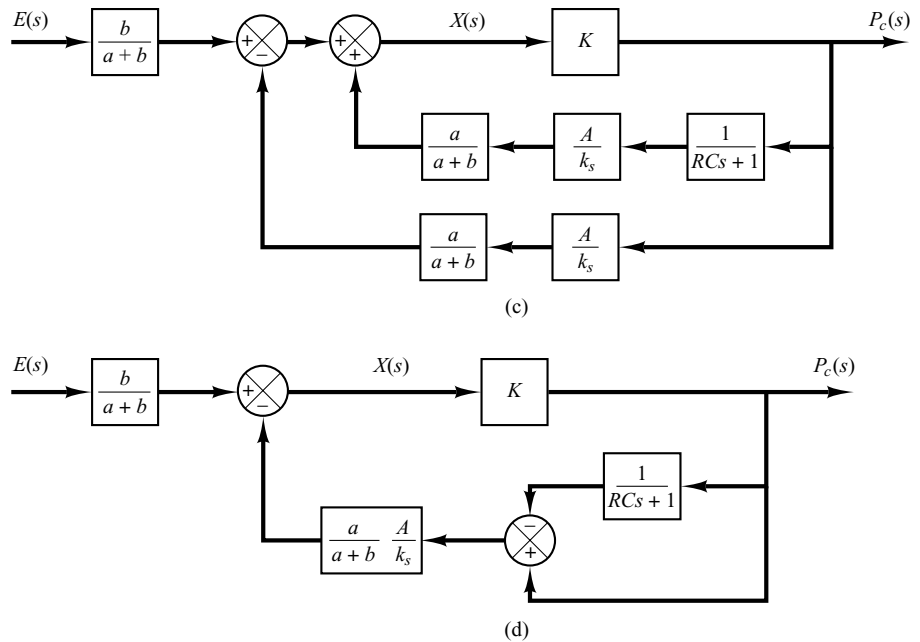 E(s) b/(a + b) + − + + X(s) K P_c(s)
a/(a + b) A/k_s 1/(RCs + 1)
a/(a + b) A/k_s
(c)
E(s) b/(a + b) + − X(s) K P_c(s)
1/(RCs + 1)
a/(a + b) A/k_s − +
(d)